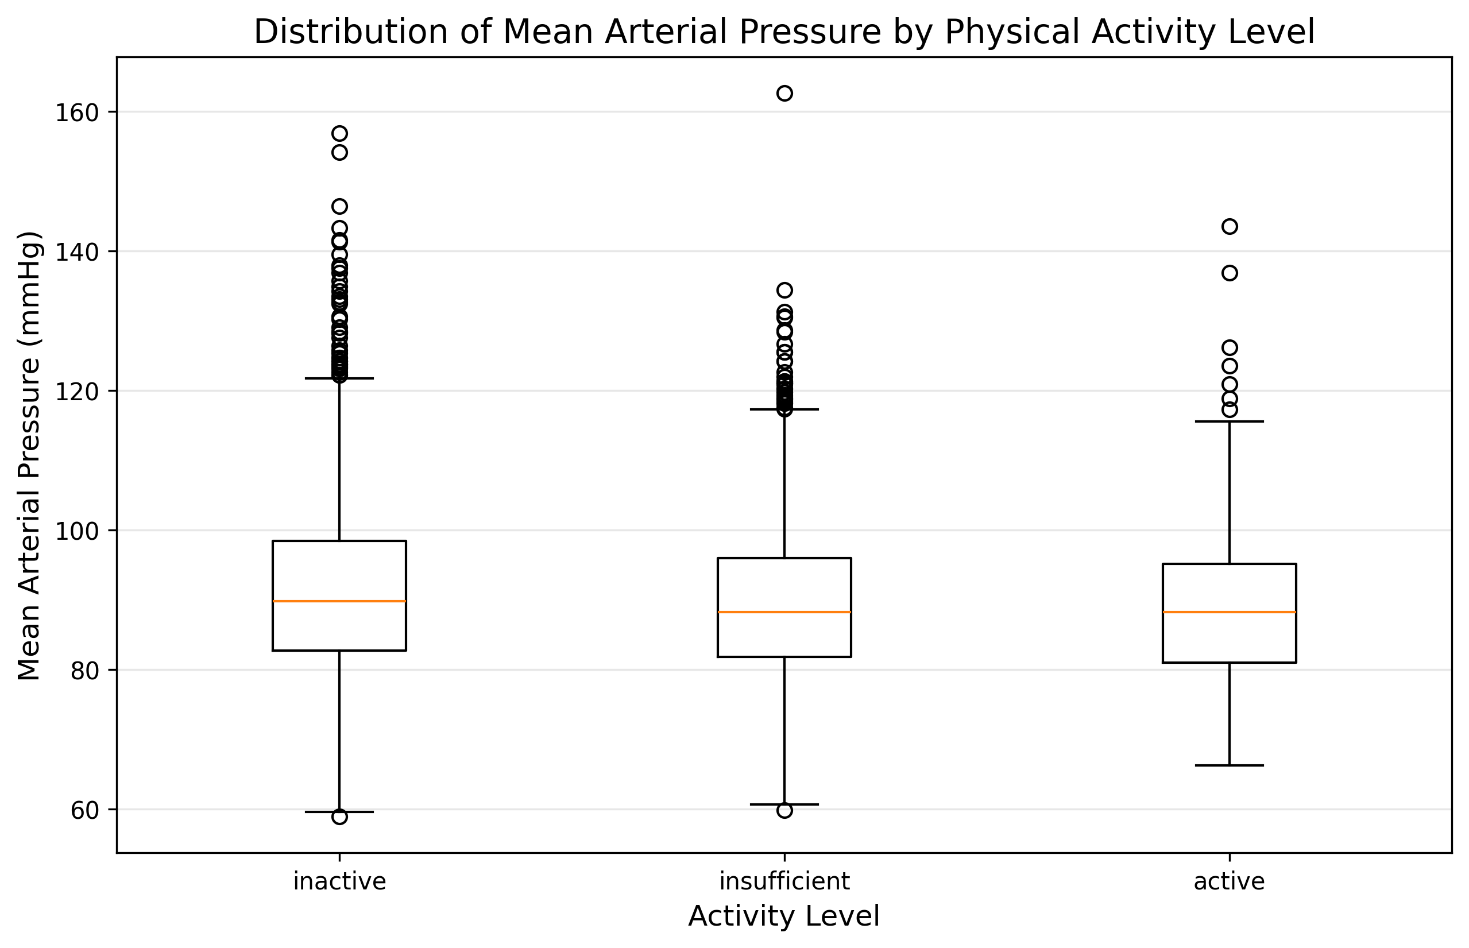 Distribution of Mean Arterial Pressure by Physical Activity Level
Mean Arterial Pressure (mmHg)
160
140
120
100
80
60
inactive
insufficient
active
Activity Level